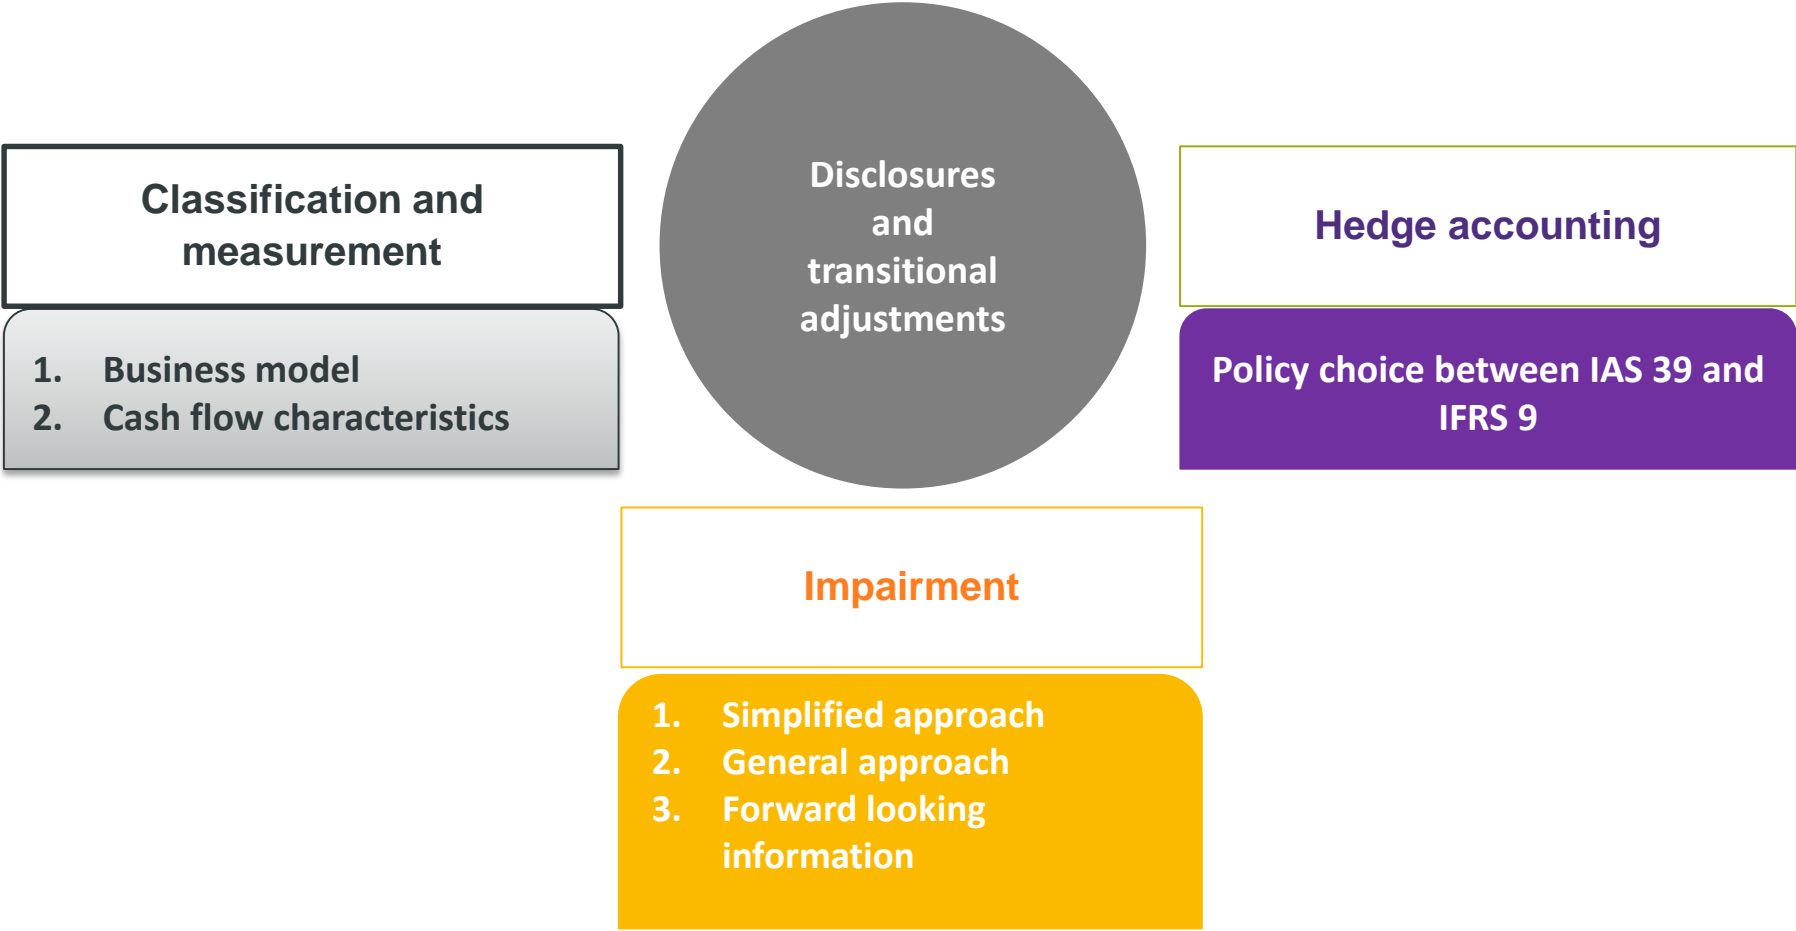 Classification and
measurement
1. Business model
2. Cash flow characteristics
Disclosures
and
transitional
adjustments
Hedge accounting
Policy choice between IAS 39 and
IFRS 9
Impairment
1. Simplified approach
2. General approach
3. Forward looking
information